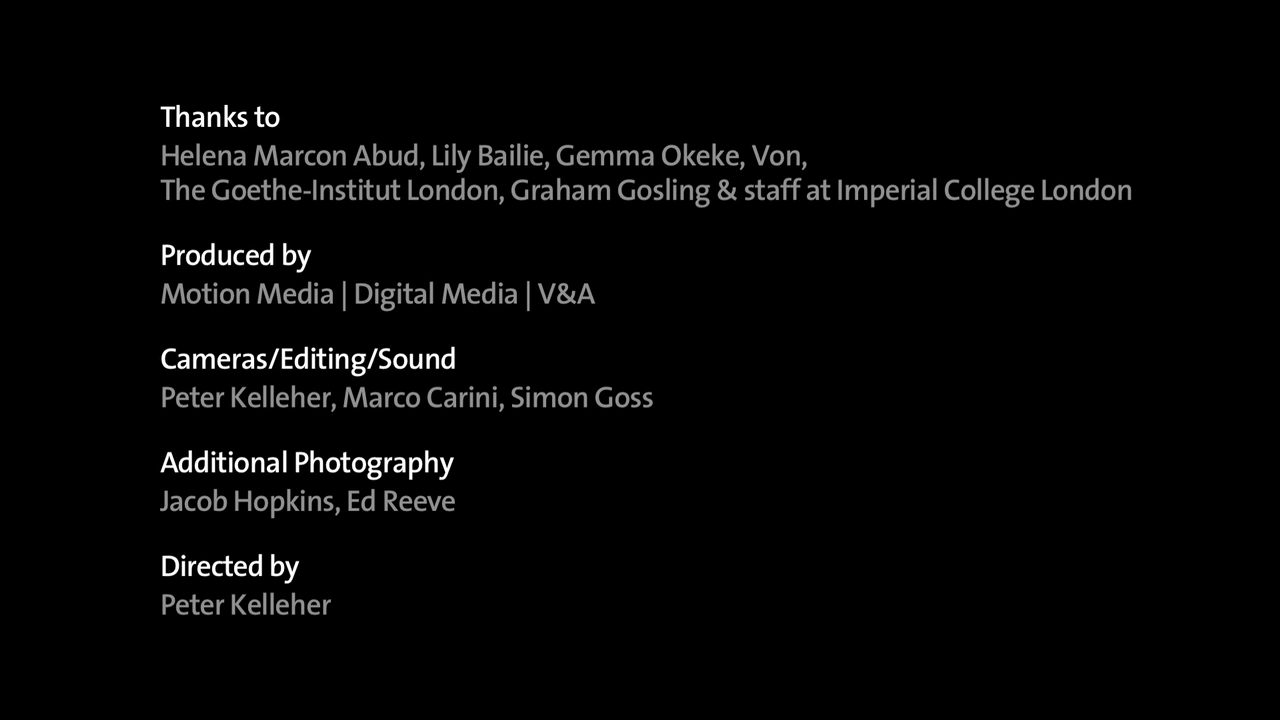 Thanks to
Helena Marcon Abud, Lily Bailie, Gemma Okeke, Von,
The Goethe-Institut London, Graham Gosling & staff at Imperial College London
Produced by
Motion Media | Digital Media | V&A
Cameras/Editing/Sound
Peter Kelleher, Marco Carini, Simon Goss
Additional Photography
Jacob Hopkins, Ed Reeve
Directed by
Peter Kelleher